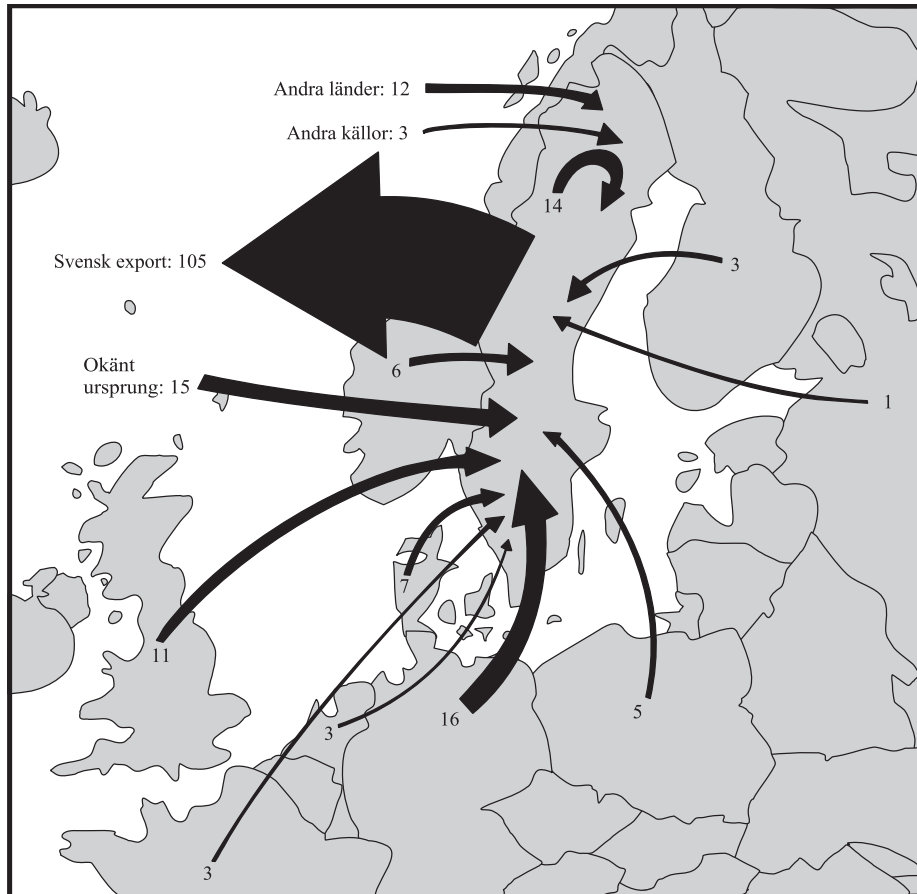 Andra länder: 12
Andra källor: 3
14
Svensk export: 105
3
6
Okänt
ursprung: 15
1
7
11
16
5
3
3